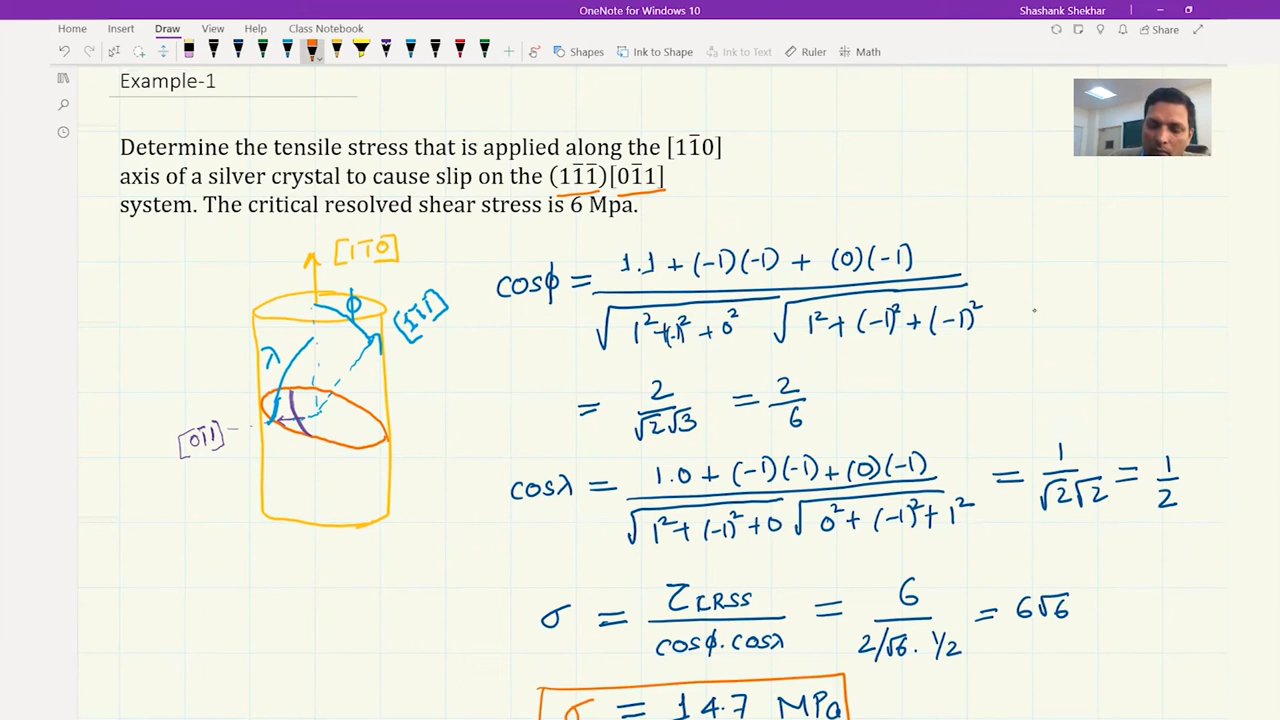 OneNote for Windows 10
Shashank Shekhar
Home Insert Draw View Help Class Notebook
Shapes Ink to Shape Ink to Text Ruler Math Share
Example-1
Determine the tensile stress that is applied along the [11̄0]
axis of a silver crystal to cause slip on the (11̄1̄)[01̄1]
system. The critical resolved shear stress is 6 Mpa.
[11̄0]
ϕ
[11̄1̄]
λ
[01̄1]
cosϕ = 1.1 + (-1)(-1) + (0)(-1) / √(1² + (-1)² + 0²) √(1² + (-1)² + (-1)²)
= 2 / √2√3 = 2 / 6
cosλ = 1.0 + (-1)(-1) + (0)(-1) / √(1² + (-1)² + 0) √(0² + (-1)² + 1²) = 1 / √2√2 = 1 / 2
σ = τCRSS / cosϕ.cosλ = 6 / 2/√6 . 1/2 = 6√6
σ = 14.7 MPa